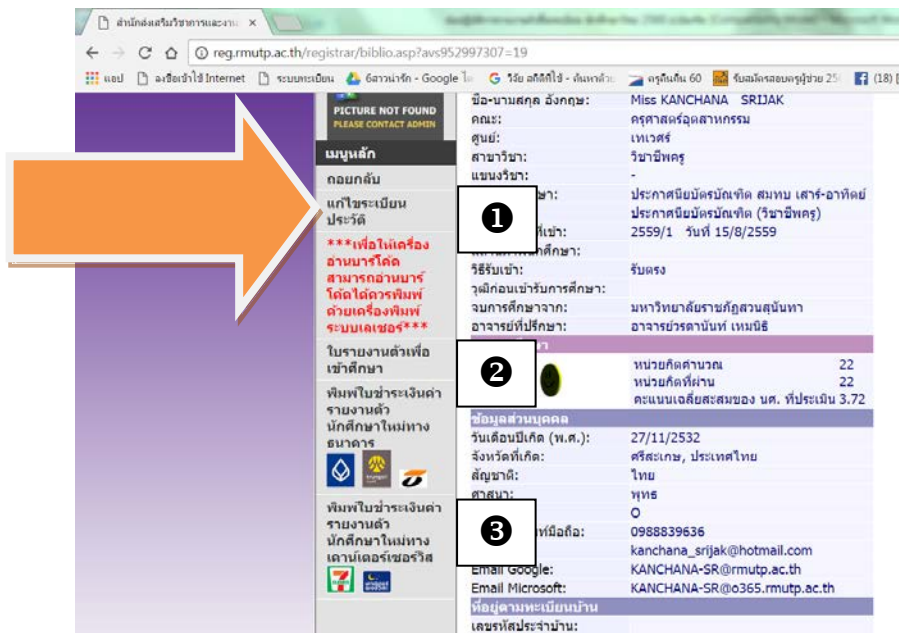 reg.rmutp.ac.th/registrar/biblio.asp?avs952997307=19
แอป ลงชื่อเข้าใช้ Internet ระบบทะเบียน
PICTURE NOT FOUND
PLEASE CONTACT ADMIN
เมนูหลัก
ถอยกลับ
แก้ไขระเบียน
ประวัติ
***เพื่อให้เครื่อง
อ่านบาร์โค้ด
สามารถอ่านบาร์
โค้ดได้ควรพิมพ์
ด้วยเครื่องพิมพ์
ระบบเลเซอร์***
ใบรายงานตัวเพื่อ
เข้าศึกษา
พิมพ์ใบชำระเงินค่า
รายงานตัว
นักศึกษาใหม่ทาง
ธนาคาร
พิมพ์ใบชำระเงินค่า
รายงานตัว
นักศึกษาใหม่ทาง
เคาน์เตอร์เซอร์วิส
❶
❷
❸
ชื่อ-นามสกุล อังกฤษ: Miss KANCHANA SRIJAK
คณะ: ครุศาสตร์อุตสาหกรรม
ศูนย์: เทเวศร์
สาขาวิชา: วิชาชีพครู
แขนงวิชา: -
ประกาศนียบัตรบัณฑิต สมทบ เสาร์-อาทิตย์
ประกาศนียบัตรบัณฑิต (วิชาชีพครู)
2559/1 วันที่ 15/8/2559
วิธีรับเข้า: รับตรง
วุฒิก่อนเข้ารับการศึกษา:
จบการศึกษาจาก: มหาวิทยาลัยราชภัฏสวนสุนันทา
อาจารย์ที่ปรึกษา: อาจารย์วรดานันท์ เหมนิธิ
หน่วยกิตคำนวณ 22
หน่วยกิตที่ผ่าน 22
คะแนนเฉลี่ยสะสมของ นศ. ที่ประเมิน 3.72
ข้อมูลส่วนบุคคล
วันเดือนปีเกิด (พ.ศ.): 27/11/2532
จังหวัดที่เกิด: ศรีสะเกษ, ประเทศไทย
สัญชาติ: ไทย
ศาสนา: พุทธ
O
0988839636
kanchana_srijak@hotmail.com
Email Google: KANCHANA-SR@rmutp.ac.th
Email Microsoft: KANCHANA-SR@o365.rmutp.ac.th
ที่อยู่ตามทะเบียนบ้าน
เลขรหัสประจำบ้าน: